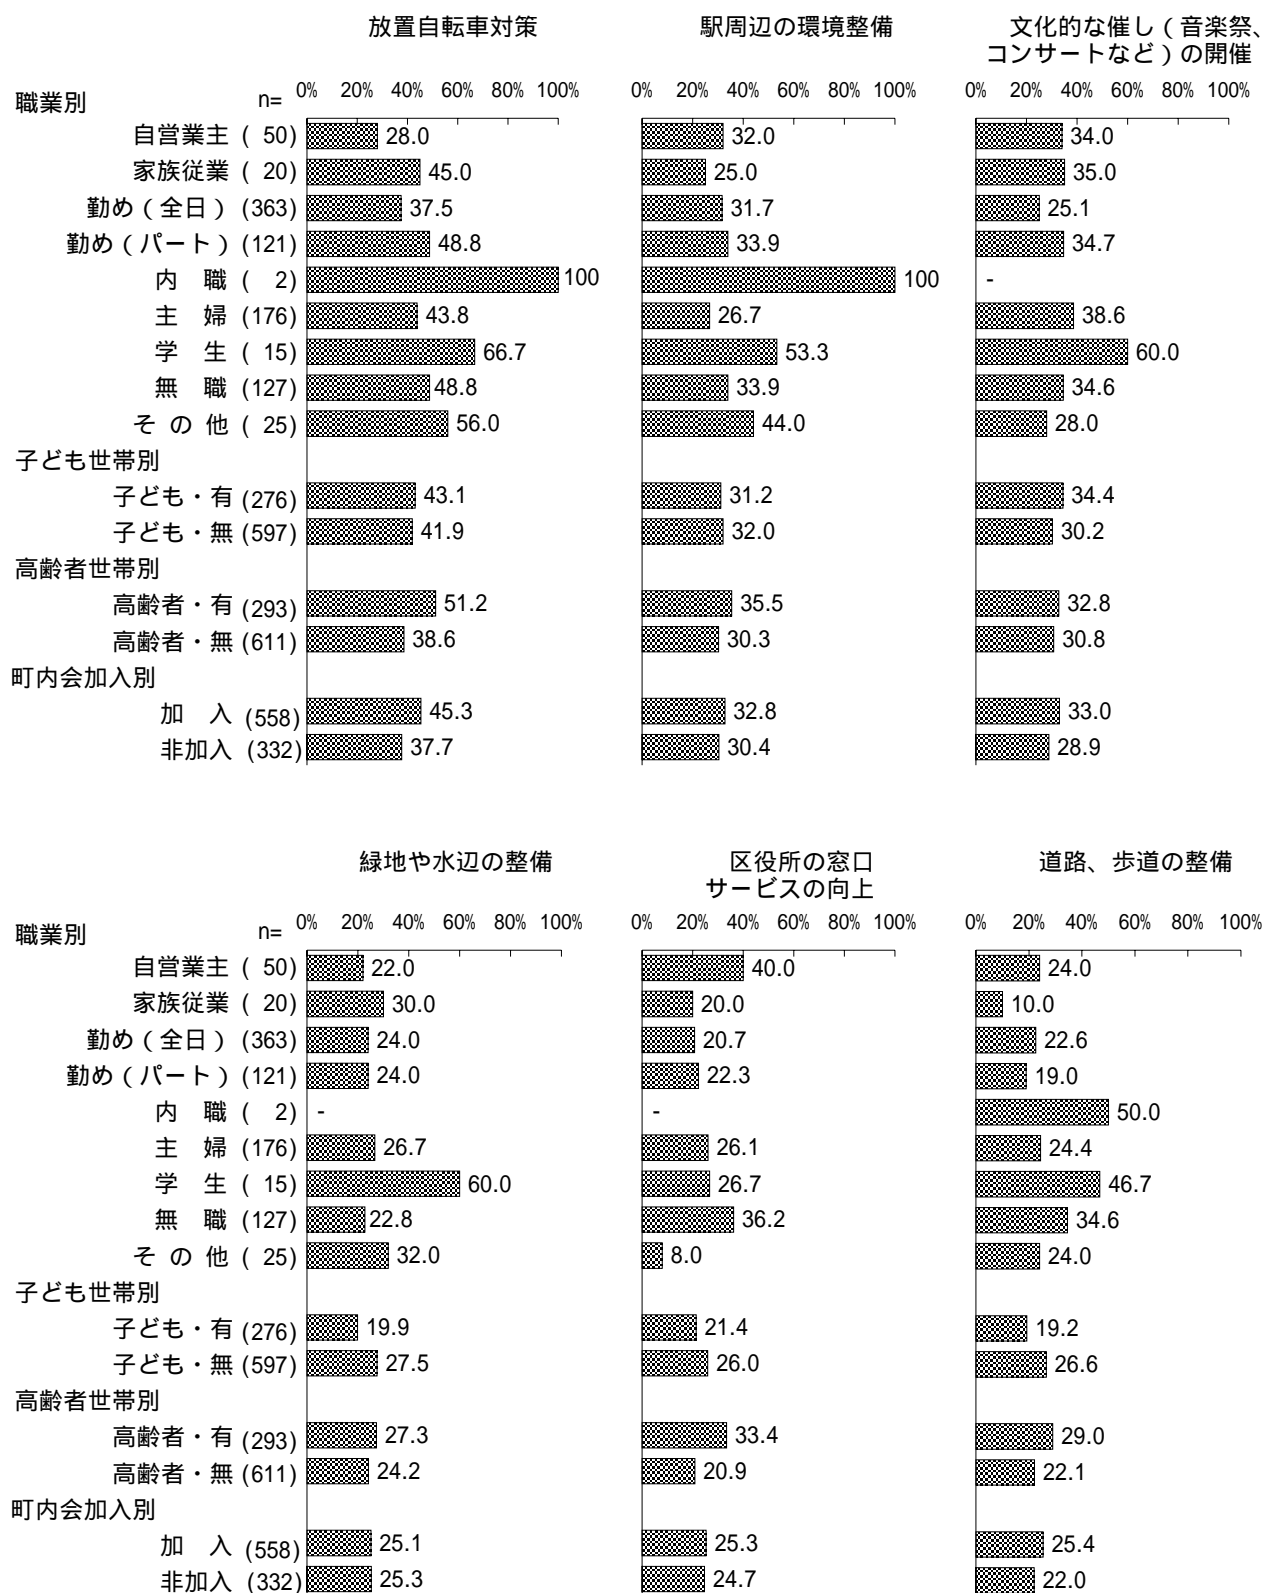 放置自転車対策 駅周辺の環境整備 文化的な催し（音楽祭、
コンサートなど）の開催
職業別 n= 0% 20% 40% 60% 80% 100% 0% 20% 40% 60% 80% 100% 0% 20% 40% 60% 80% 100%
自営業主 ( 50) 28.0 32.0 34.0
家族従業 ( 20) 45.0 25.0 35.0
勤め（全日）(363) 37.5 31.7 25.1
勤め（パート）(121) 48.8 33.9 34.7
内 職 ( 2) 100 100 -
主 婦 (176) 43.8 26.7 38.6
学 生 ( 15) 66.7 53.3 60.0
無 職 (127) 48.8 33.9 34.6
そ の 他 ( 25) 56.0 44.0 28.0
子ども世帯別
子ども・有 (276) 43.1 31.2 34.4
子ども・無 (597) 41.9 32.0 30.2
高齢者世帯別
高齢者・有 (293) 51.2 35.5 32.8
高齢者・無 (611) 38.6 30.3 30.8
町内会加入別
加 入 (558) 45.3 32.8 33.0
非加入 (332) 37.7 30.4 28.9
緑地や水辺の整備 区役所の窓口 道路、歩道の整備
サービスの向上
職業別 n= 0% 20% 40% 60% 80% 100% 0% 20% 40% 60% 80% 100% 0% 20% 40% 60% 80% 100%
自営業主 ( 50) 22.0 40.0 24.0
家族従業 ( 20) 30.0 20.0 10.0
勤め（全日）(363) 24.0 20.7 22.6
勤め（パート）(121) 24.0 22.3 19.0
内 職 ( 2) - - 50.0
主 婦 (176) 26.7 26.1 24.4
学 生 ( 15) 60.0 26.7 46.7
無 職 (127) 22.8 36.2 34.6
そ の 他 ( 25) 32.0 8.0 24.0
子ども世帯別
子ども・有 (276) 19.9 21.4 19.2
子ども・無 (597) 27.5 26.0 26.6
高齢者世帯別
高齢者・有 (293) 27.3 33.4 29.0
高齢者・無 (611) 24.2 20.9 22.1
町内会加入別
加 入 (558) 25.1 25.3 25.4
非加入 (332) 25.3 24.7 22.0